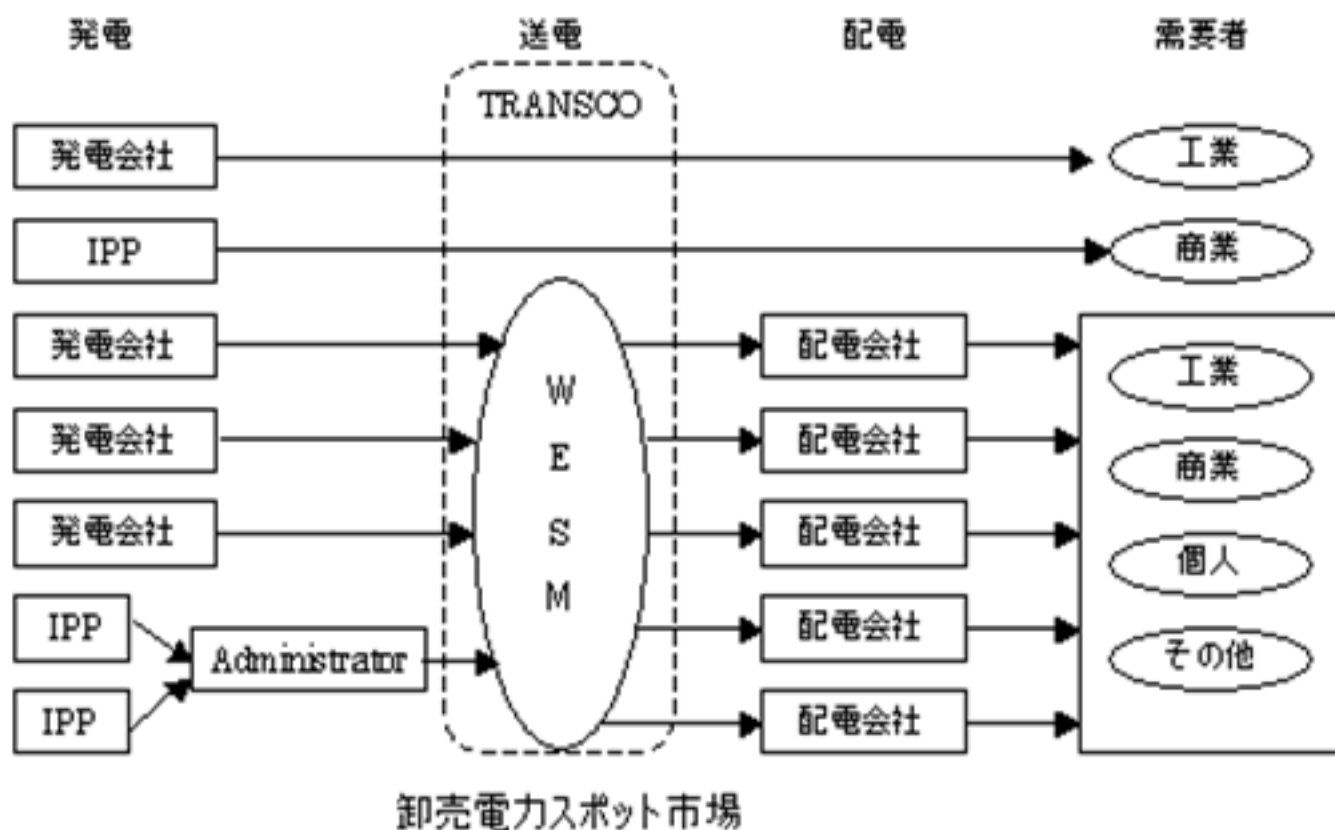 発電 送電 配電 需要者
TRANSCO
発電会社 工業
IPP 商業
発電会社 配電会社
工業
W
発電会社 配電会社
E
商業
発電会社 配電会社
S
個人
M
IPP 配電会社
Administrator その他
IPP 配電会社
卸売電力スポット市場